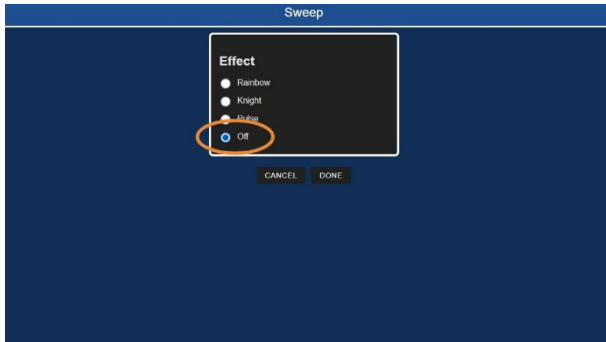 Sweep
Effect
Rainbow
Knight
Pulse
Off
CANCEL DONE